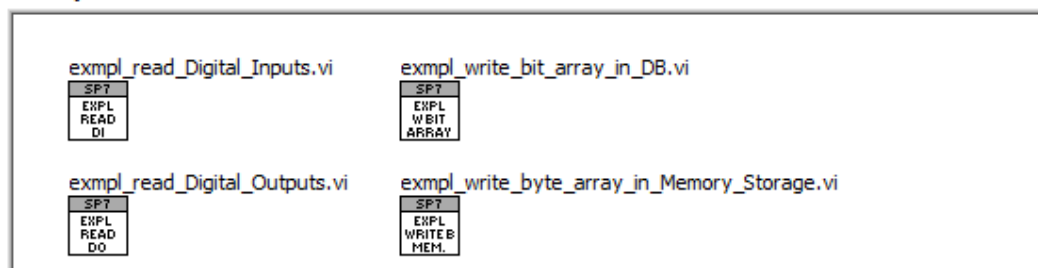 exmpl_read_Digital_Inputs.vi
SP7
EXPL
READ
DI
exmpl_write_bit_array_in_DB.vi
SP7
EXPL
W BIT
ARRAY
exmpl_read_Digital_Outputs.vi
SP7
EXPL
READ
DO
exmpl_write_byte_array_in_Memory_Storage.vi
SP7
EXPL
WRITE B
MEM.